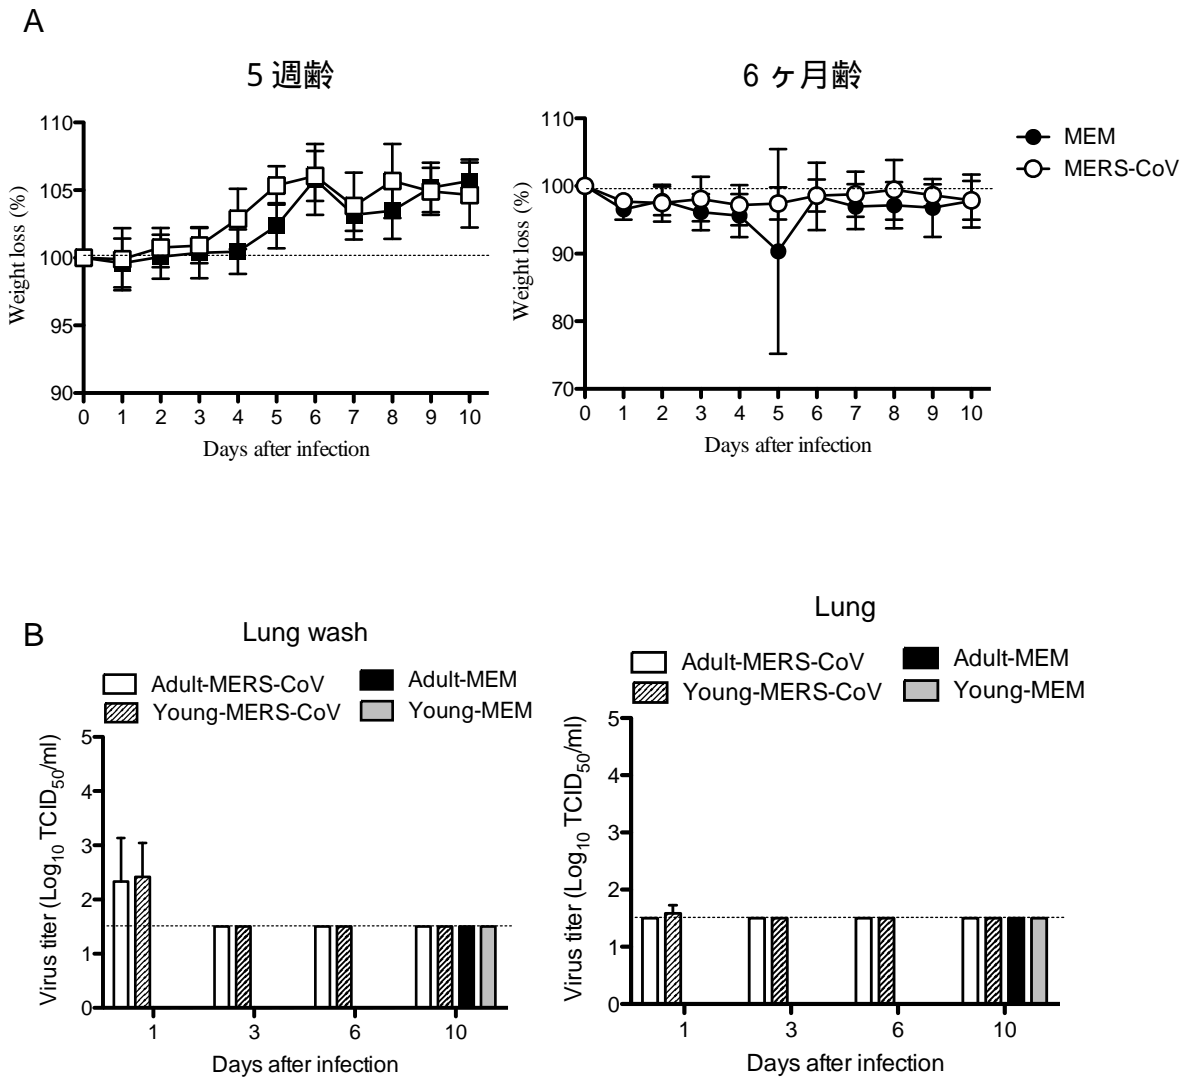 A
5 週齢
6 ヶ月齢
MEM
MERS-CoV
Weight loss (%)
110
105
100
95
90
0 1 2 3 4 5 6 7 8 9 10
Days after infection
Weight loss (%)
110
100
90
80
70
0 1 2 3 4 5 6 7 8 9 10
Days after infection
B
Lung wash
Adult-MERS-CoV
Young-MERS-CoV
Adult-MEM
Young-MEM
Virus titer (Log10 TCID50/ml)
5
4
3
2
1
0
1 3 6 10
Days after infection
Lung
Adult-MERS-CoV
Young-MERS-CoV
Adult-MEM
Young-MEM
Virus titer (Log10 TCID50/ml)
5
4
3
2
1
0
1 3 6 10
Days after infection